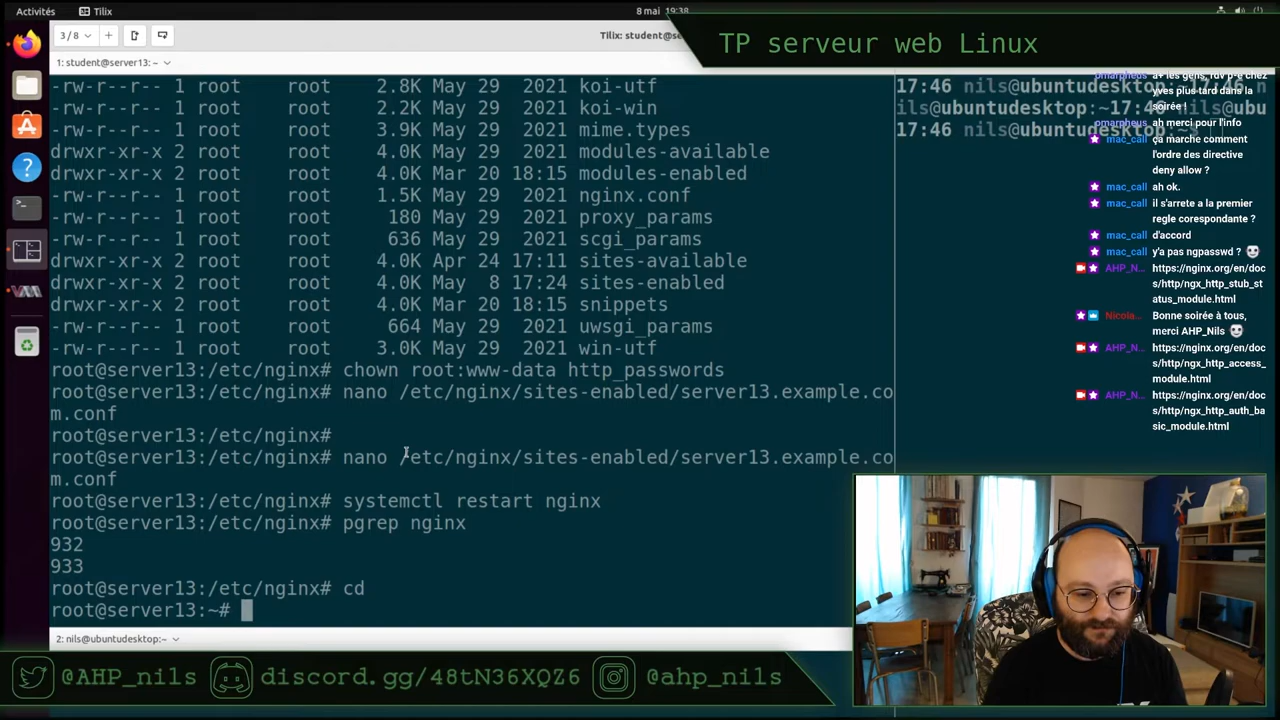 Activités
Tilix
8 mai 19:38
TP serveur web Linux
3/8
Tilix: student@se
1: student@server13: ~
-rw-r--r-- 1 root root 2.8K May 29 2021 koi-utf
-rw-r--r-- 1 root root 2.2K May 29 2021 koi-win
-rw-r--r-- 1 root root 3.9K May 29 2021 mime.types
drwxr-xr-x 2 root root 4.0K May 29 2021 modules-available
drwxr-xr-x 2 root root 4.0K Mar 20 18:15 modules-enabled
-rw-r--r-- 1 root root 1.5K May 29 2021 nginx.conf
-rw-r--r-- 1 root root 180 May 29 2021 proxy_params
-rw-r--r-- 1 root root 636 May 29 2021 scgi_params
drwxr-xr-x 2 root root 4.0K Apr 24 17:11 sites-available
drwxr-xr-x 2 root root 4.0K May 8 17:24 sites-enabled
drwxr-xr-x 2 root root 4.0K Mar 20 18:15 snippets
-rw-r--r-- 1 root root 664 May 29 2021 uwsgi_params
-rw-r--r-- 1 root root 3.0K May 29 2021 win-utf
root@server13:/etc/nginx# chown root:www-data http_passwords
root@server13:/etc/nginx# nano /etc/nginx/sites-enabled/server13.example.co
m.conf
root@server13:/etc/nginx#
root@server13:/etc/nginx# nano /etc/nginx/sites-enabled/server13.example.co
m.conf
root@server13:/etc/nginx# systemctl restart nginx
root@server13:/etc/nginx# pgrep nginx
932
933
root@server13:/etc/nginx# cd
root@server13:~#
2: nils@ubuntudesktop:~
17:46 nils@ubuntudesktop:~17:46 n
ils@ubuntudesktop:~17:4 nils@ubu
17:46 nils@ubuntudesktop:~$
pmarpheus a+ les gens, rdv p-e chez
yves plus tard dans la
soirée !
pmarpheus ah merci pour l'info
mac_call ça marche comment
l'ordre des directive
deny allow ?
mac_call ah ok.
mac_call il s'arrete a la premier
regle corespondante ?
mac_call d'accord
mac_call y'a pas ngpasswd ?
AHP_N... https://nginx.org/en/doc
s/http/ngx_http_stub_st
atus_module.html
Nicola... Bonne soirée à tous,
merci AHP_Nils
AHP_N... https://nginx.org/en/doc
s/http/ngx_http_access_
module.html
AHP_N... https://nginx.org/en/doc
s/http/ngx_http_auth_ba
sic_module.html
@AHP_nils
discord.gg/48tN36XQZ6
@ahp_nils